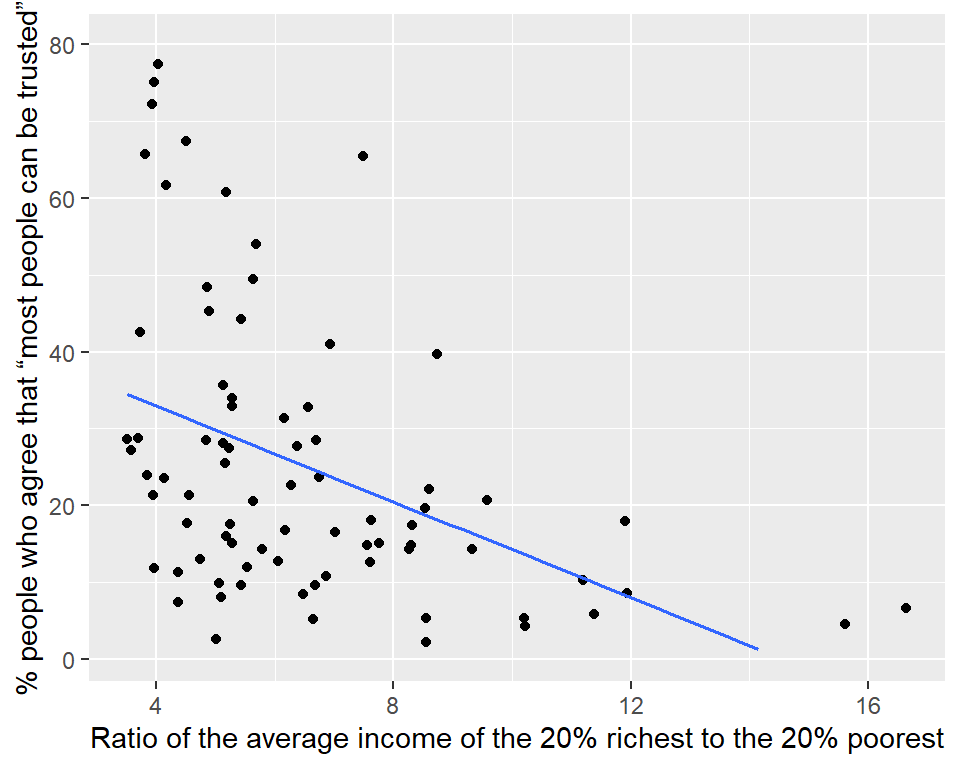 % people who agree that “most people can be trusted”
80
60
40
20
0
4 8 12 16
Ratio of the average income of the 20% richest to the 20% poorest